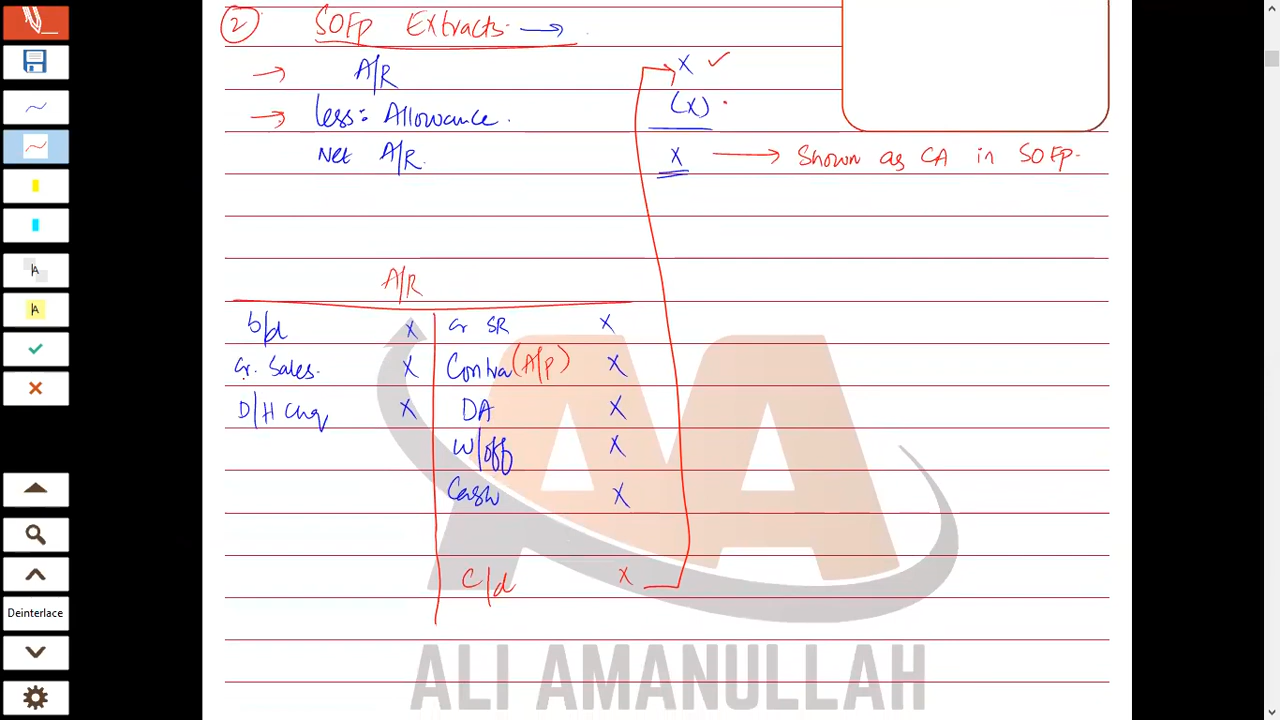 ② SOFP Extracts →
→ A/R X ✓
→ less: Allowance. (X)
Net A/R. X → Shown as CA in SOFP.
A/R
b/d X Cr SR X
Cr. Sales. X Contra (A/P) X
D/H Chq X DA X
W/off X
Cash X
C/d X
ALI AMANULLAH
Deinterlace